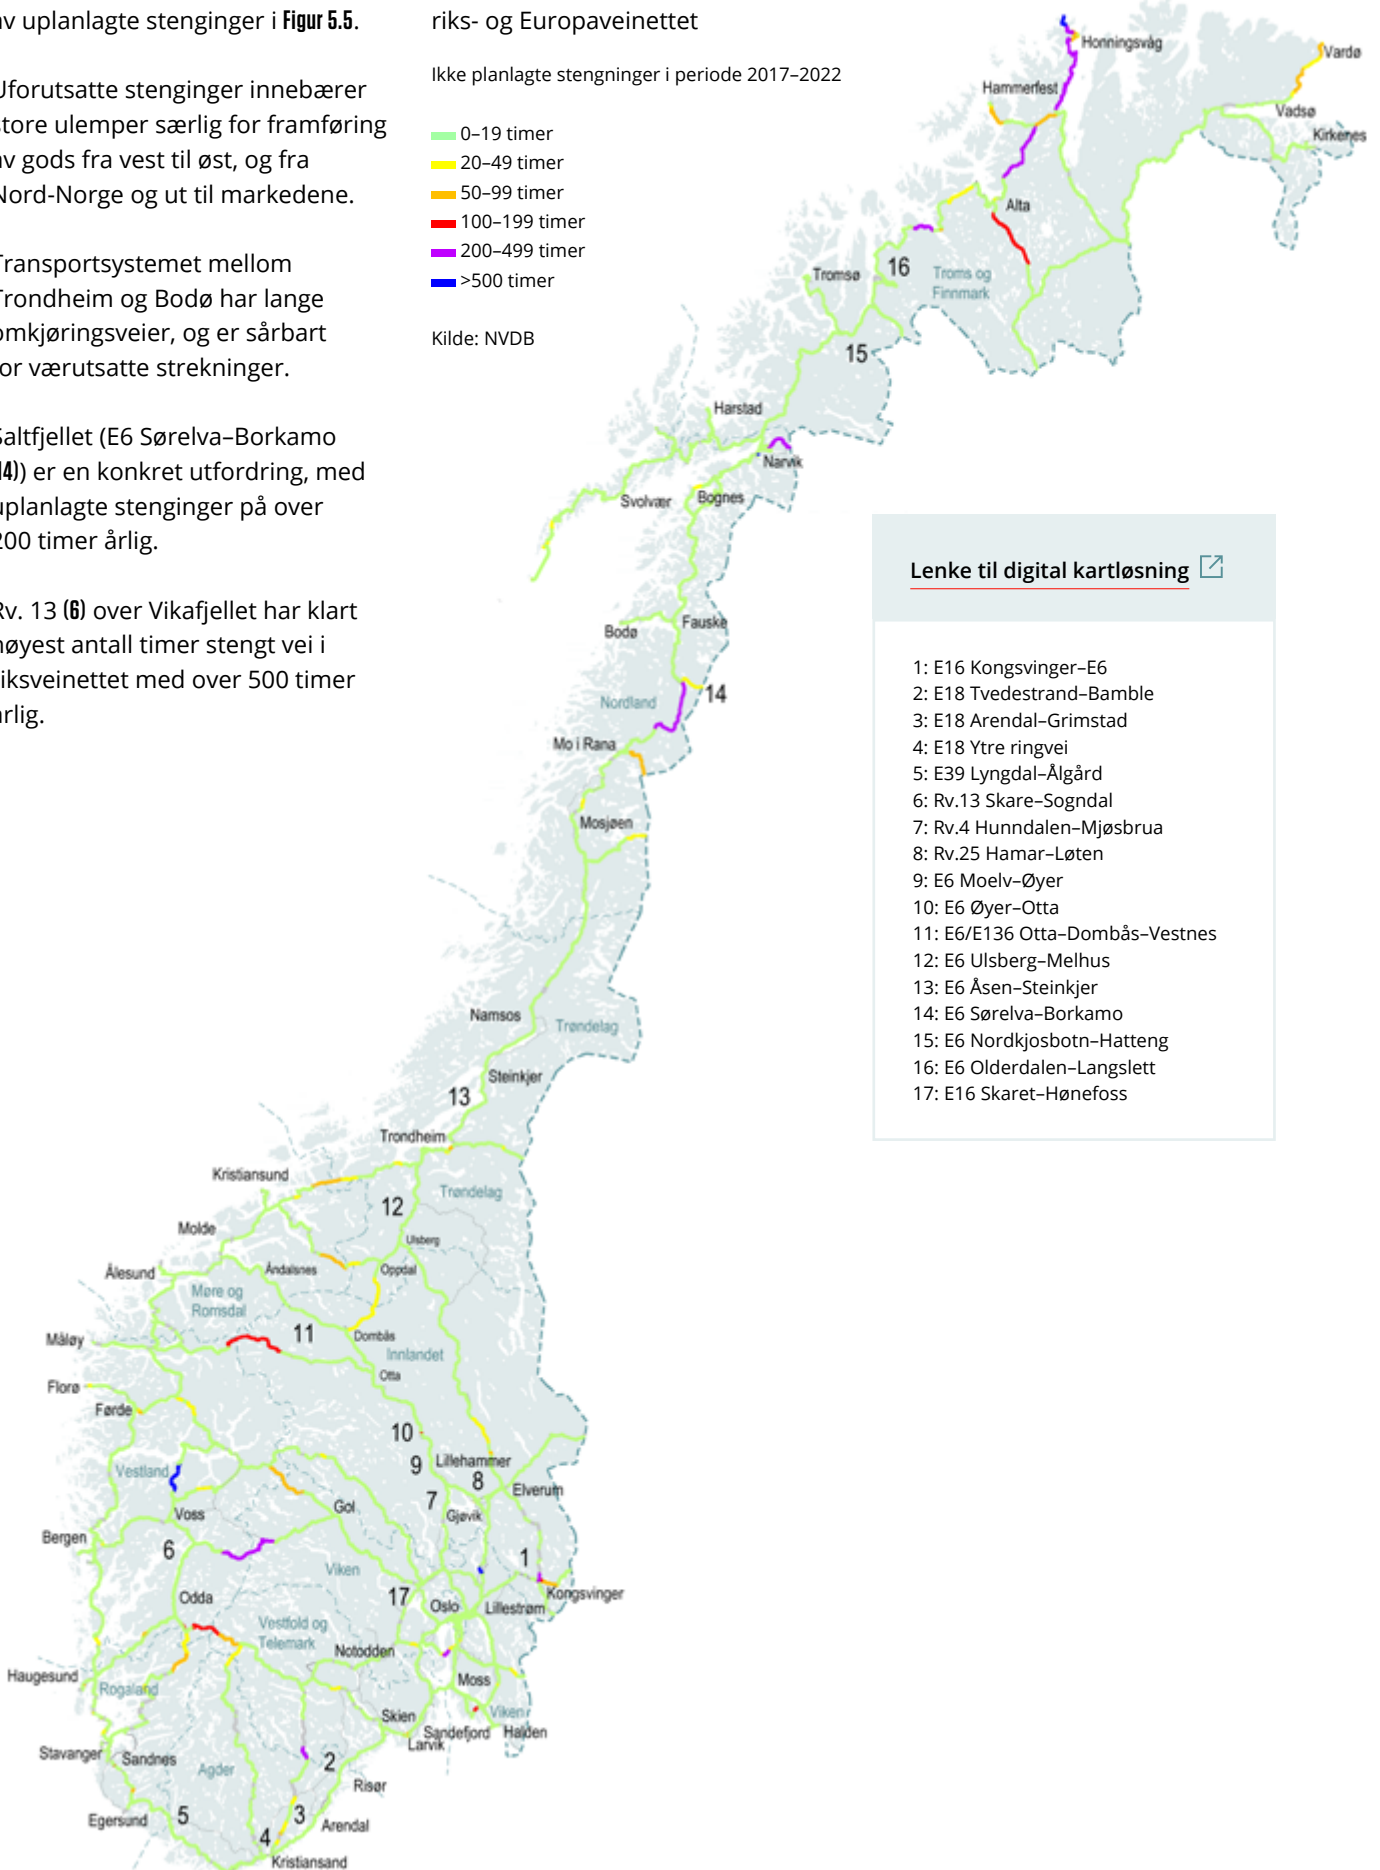 av uplanlagte stenginger i Figur 5.5.
Uforutsatte stenginger innebærer
store ulemper særlig for framføring
av gods fra vest til øst, og fra
Nord-Norge og ut til markedene.
Transportsystemet mellom
Trondheim og Bodø har lange
omkjøringsveier, og er sårbart
for værutsatte strekninger.
Saltfjellet (E6 Sørelva–Borkamo
14)) er en konkret utfordring, med
uplanlagte stenginger på over
200 timer årlig.
Rv. 13 (6) over Vikafjellet har klart
høyest antall timer stengt vei i
riksveinettet med over 500 timer
årlig.
riks- og Europaveinettet
Ikke planlagte stengninger i periode 2017–2022
0–19 timer
20–49 timer
50–99 timer
100–199 timer
200–499 timer
>500 timer
Kilde: NVDB
Honningsvåg
Vardø
Hammerfest
Vadsø
Kirkenes
Alta
Tromsø
16
Troms og
Finnmark
15
Harstad
Narvik
Svolvær
Bognes
Bodø
Fauske
14
Nordland
Mo i Rana
Mosjøen
Namsos
Trøndelag
Steinkjer
13
Trondheim
Kristiansund
Trøndelag
12
Molde
Ulsberg
Ålesund
Åndalsnes
Oppdal
Møre og
Romsdal
11
Måløy
Dombås
Innlandet
Otta
Florø
Førde
10
9
Lillehammer
Vestland
8
Elverum
7
Voss
Gol
Gjøvik
Bergen
6
1
Viken
17
Kongsvinger
Odda
Oslo
Lillestrøm
Vestfold og
Telemark
Notodden
Haugesund
Moss
Rogaland
Skien
Viken
Sandefjord
Halden
Larvik
Stavanger
Sandnes
Agder
2
Risør
Egersund
5
3
Arendal
4
Kristiansand
Lenke til digital kartløsning
1: E16 Kongsvinger–E6
2: E18 Tvedestrand–Bamble
3: E18 Arendal–Grimstad
4: E18 Ytre ringvei
5: E39 Lyngdal–Ålgård
6: Rv.13 Skare–Sogndal
7: Rv.4 Hunndalen–Mjøsbrua
8: Rv.25 Hamar–Løten
9: E6 Moelv–Øyer
10: E6 Øyer–Otta
11: E6/E136 Otta–Dombås–Vestnes
12: E6 Ulsberg–Melhus
13: E6 Åsen–Steinkjer
14: E6 Sørelva–Borkamo
15: E6 Nordkjosbotn–Hatteng
16: E6 Olderdalen–Langslett
17: E16 Skaret–Hønefoss